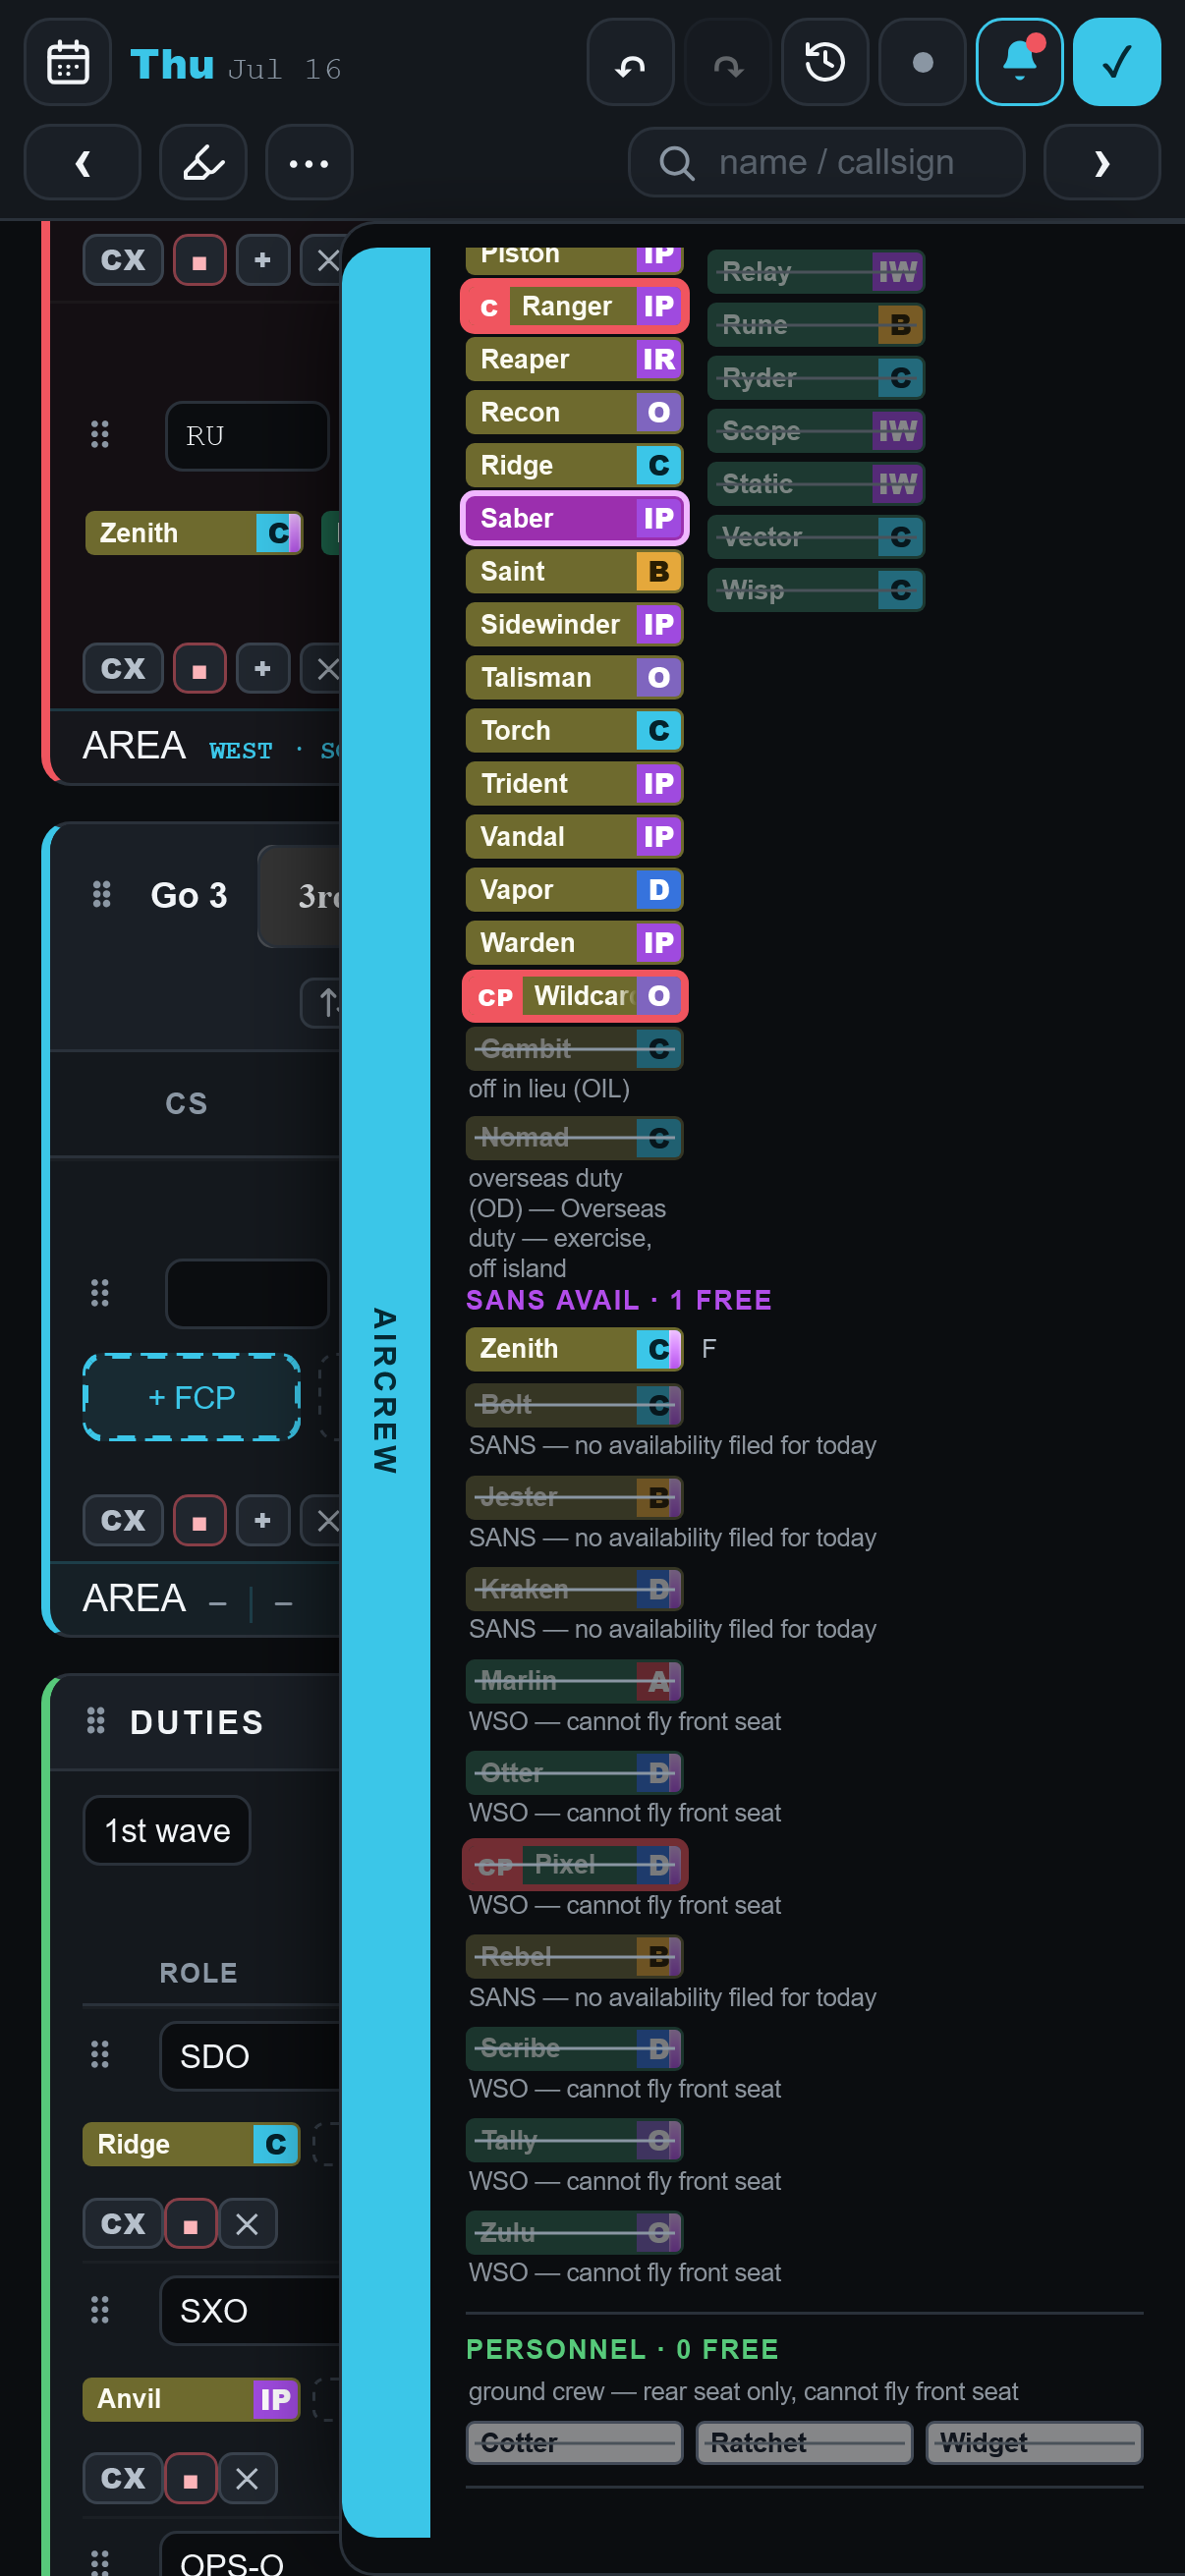 Thu Jul 16
name / callsign
CX
RU
Zenith C
CX
AREA WEST ·
Go 3
CS
+ FCP
CX
AREA – | –
DUTIES
1st wave
ROLE
SDO
Ridge C
CX
SXO
Anvil IP
CX
OPS-O
AIRCREW
Piston IP
C Ranger IP
Reaper IR
Recon O
Ridge C
Saber IP
Saint B
Sidewinder IP
Talisman O
Torch C
Trident IP
Vandal IP
Vapor D
Warden IP
CP Wildcar O
Gambit C
off in lieu (OIL)
Nomad C
overseas duty
(OD) — Overseas
duty — exercise,
off island
Relay IW
Rune B
Ryder C
Scope IW
Static IW
Vector C
Wisp C
SANS AVAIL · 1 FREE
Zenith C F
Bolt C
SANS — no availability filed for today
Jester B
SANS — no availability filed for today
Kraken D
SANS — no availability filed for today
Marlin A
WSO — cannot fly front seat
Otter D
WSO — cannot fly front seat
CP Pixel D
WSO — cannot fly front seat
Rebel B
SANS — no availability filed for today
Scribe D
WSO — cannot fly front seat
Tally O
WSO — cannot fly front seat
Zulu O
WSO — cannot fly front seat
PERSONNEL · 0 FREE
ground crew — rear seat only, cannot fly front seat
Cotter Ratchet Widget